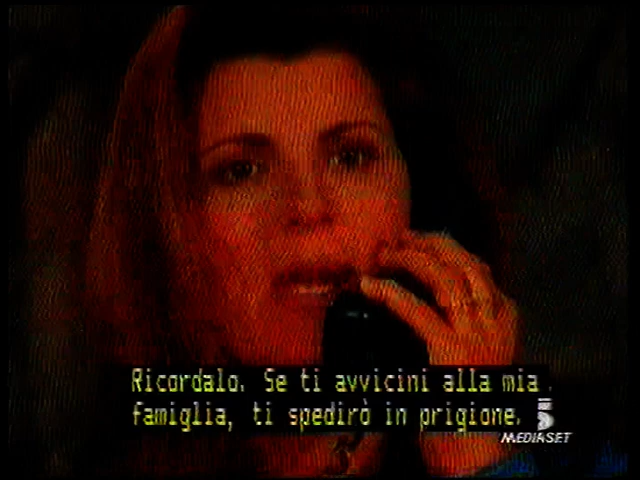 Ricordalo. Se ti avvicini alla mia
famiglia, ti spedirò in prigione.
5
MEDIASET